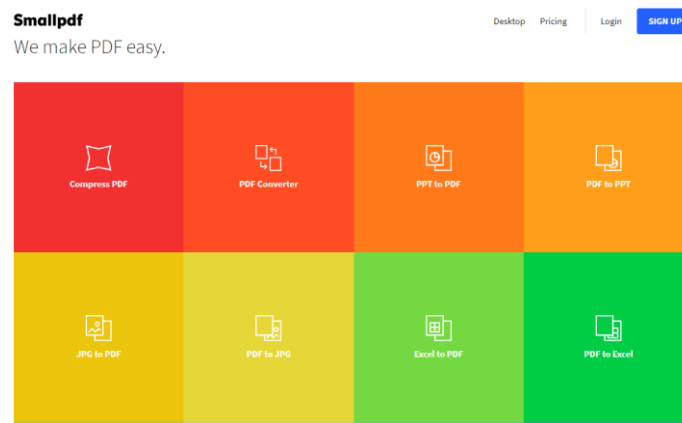 Smallpdf
Desktop Pricing Login SIGN UP
We make PDF easy.
Compress PDF PDF Converter PPT to PDF PDF to PPT
JPG to PDF PDF to JPG Excel to PDF PDF to Excel